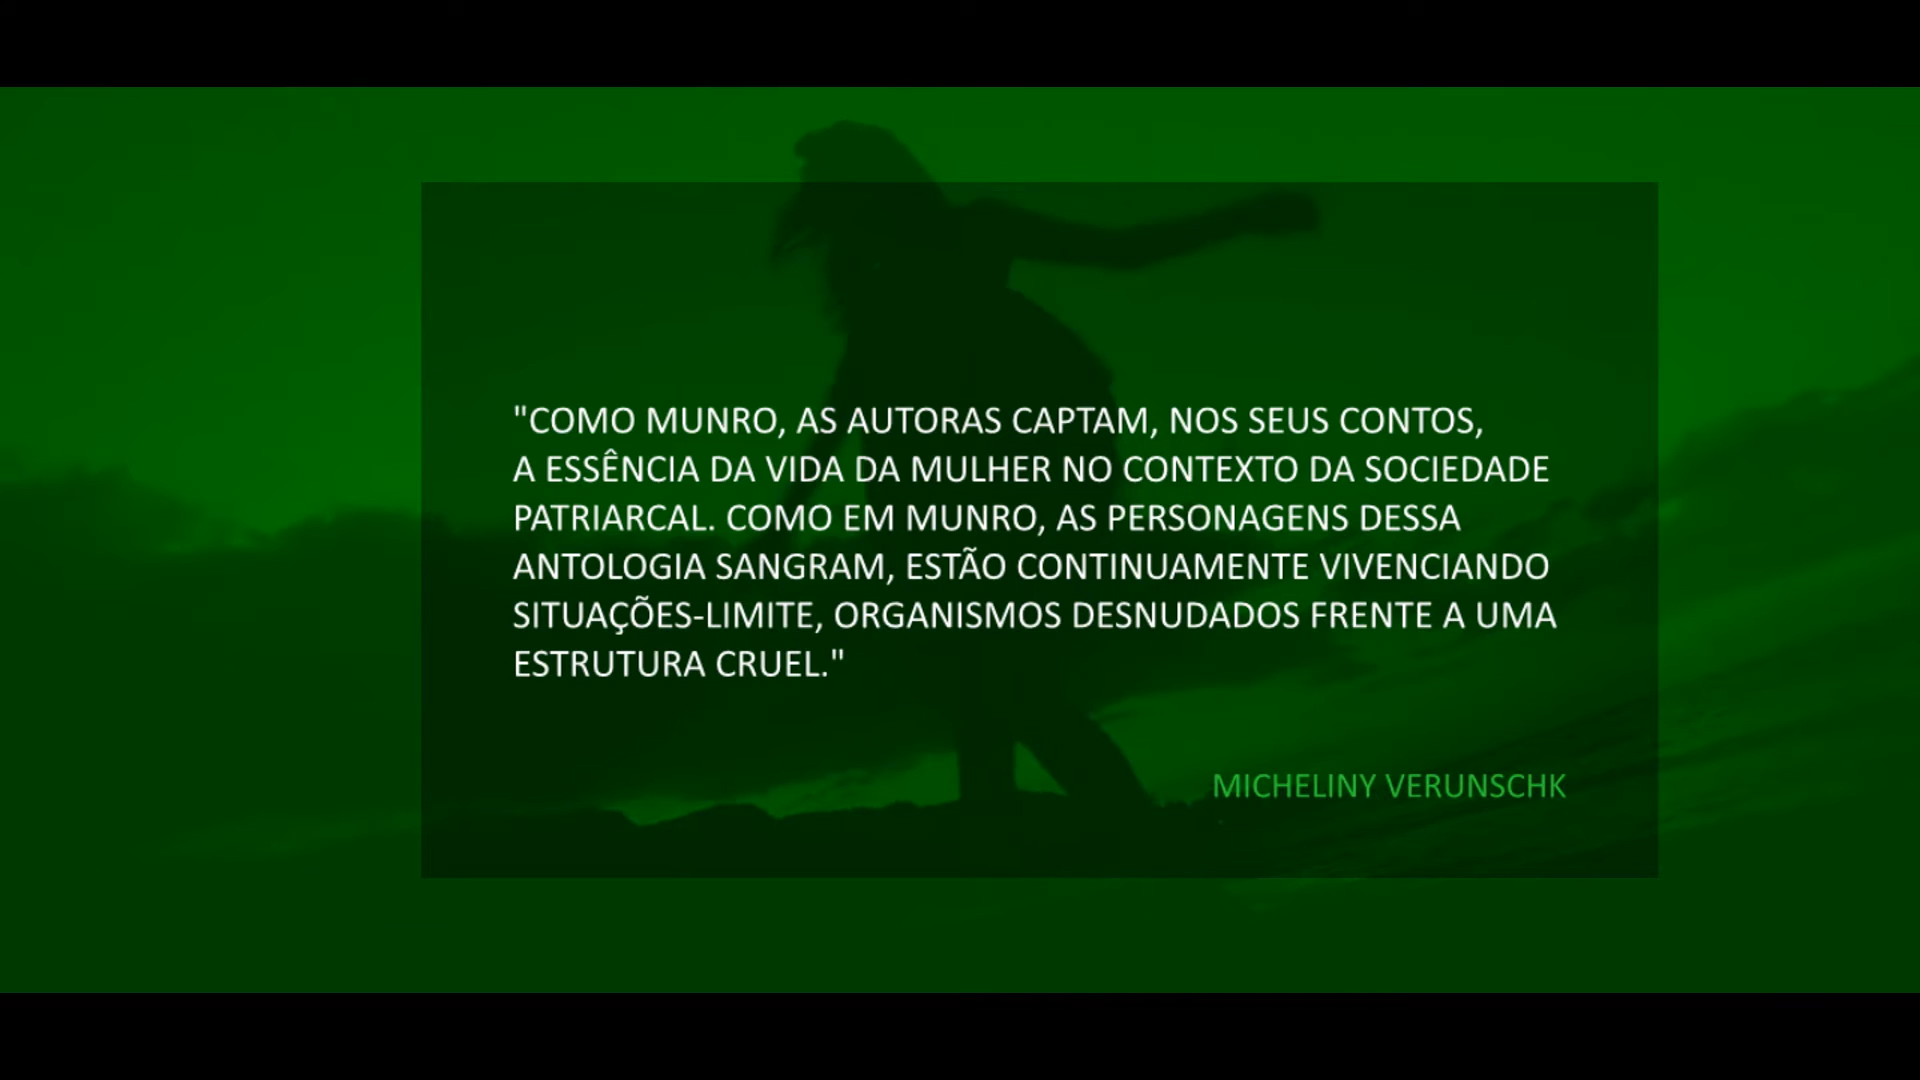 "COMO MUNRO, AS AUTORAS CAPTAM, NOS SEUS CONTOS,
A ESSÊNCIA DA VIDA DA MULHER NO CONTEXTO DA SOCIEDADE
PATRIARCAL. COMO EM MUNRO, AS PERSONAGENS DESSA
ANTOLOGIA SANGRAM, ESTÃO CONTINUAMENTE VIVENCIANDO
SITUAÇÕES-LIMITE, ORGANISMOS DESNUDADOS FRENTE A UMA
ESTRUTURA CRUEL."
MICHELINY VERUNSCHK